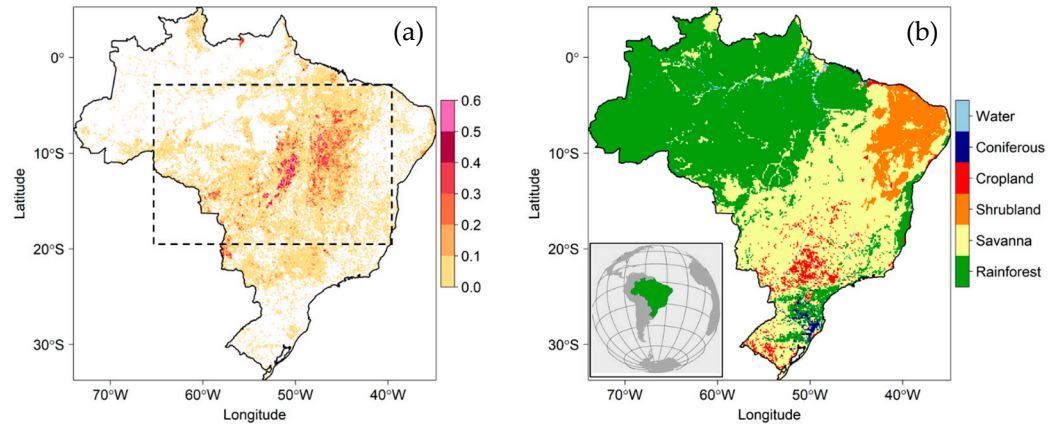 (a)
0°
10°S
20°S
30°S
Latitude
70°W
60°W
50°W
40°W
Longitude
0.6
0.5
0.4
0.3
0.2
0.1
0.0
(b)
0°
10°S
20°S
30°S
Latitude
70°W
60°W
50°W
40°W
Longitude
Water
Coniferous
Cropland
Shrubland
Savanna
Rainforest